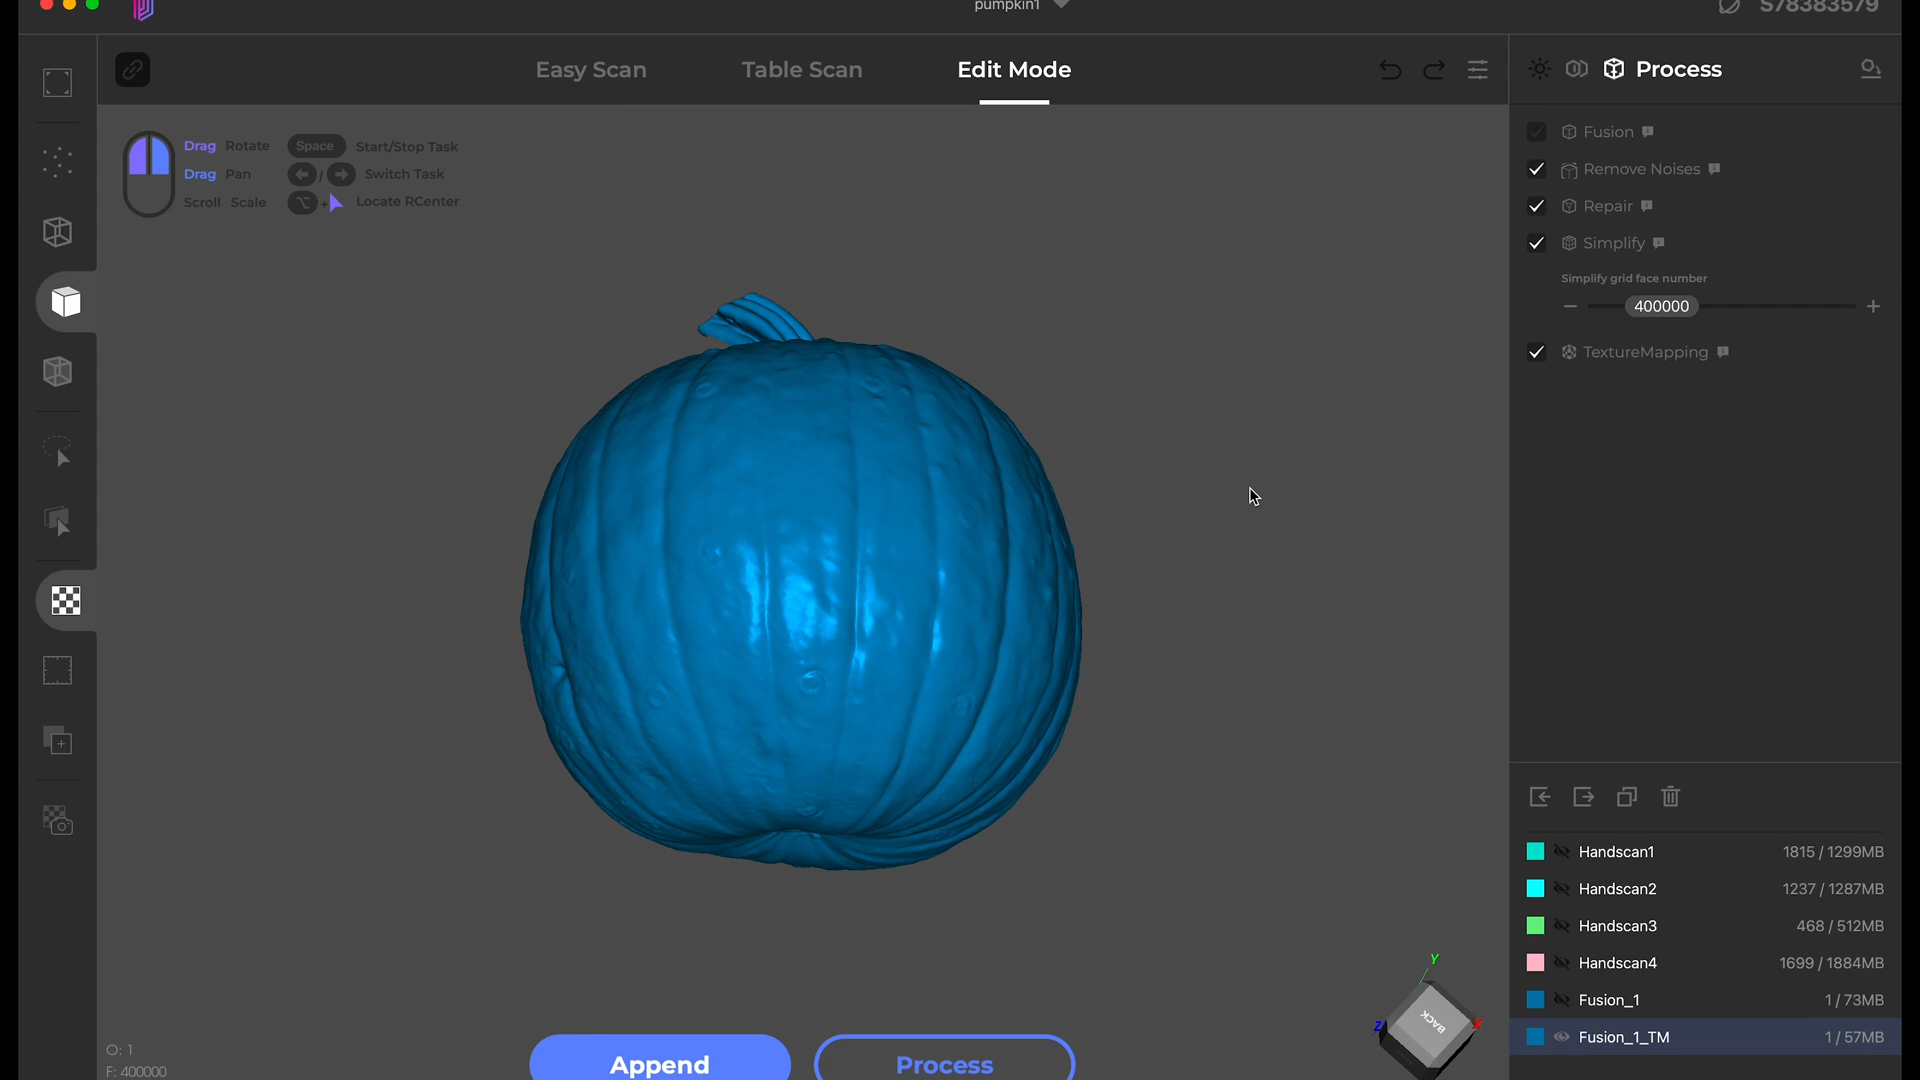 pumpkin1
S78383579
Easy Scan Table Scan Edit Mode
Process
Drag Rotate Space Start/Stop Task
Drag Pan / Switch Task
Scroll Scale + Locate RCenter
Fusion
Remove Noises
Repair
Simplify
Simplify grid face number
400000
TextureMapping
Handscan1 1815 / 1299MB
Handscan2 1237 / 1287MB
Handscan3 468 / 512MB
Handscan4 1699 / 1884MB
Fusion_1 1 / 73MB
Fusion_1_TM 1 / 57MB
Y
Z BACK X
O: 1
F: 400000
Append Process